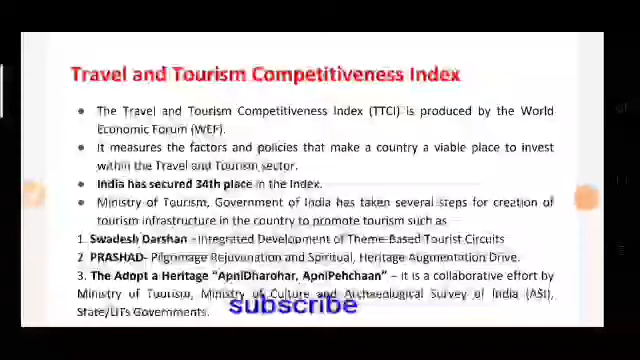 Travel and Tourism Competitiveness Index
• The Travel and Tourism Competitiveness Index (TTCI) is produced by the World
Economic Forum (WEF).
• It measures the factors and policies that make a country a viable place to invest
within the Travel and Tourism sector.
• India has secured 34th place in the Index.
• Ministry of Tourism, Government of India has taken several steps for creation of
tourism infrastructure in the country to promote tourism such as
1. Swadesh Darshan -Integrated Development of Theme-Based Tourist Circuits
2 PRASHAD- Pilgrimage Rejuvenation and Spiritual, Heritage Augmentation Drive.
3. The Adopt a Heritage "ApniDharohar, ApniPehchaan" – it is a collaborative effort by
Ministry of Tourism, Ministry of Culture and Archaeological Survey of India (ASI),
State/UTs Governments.
subscribe